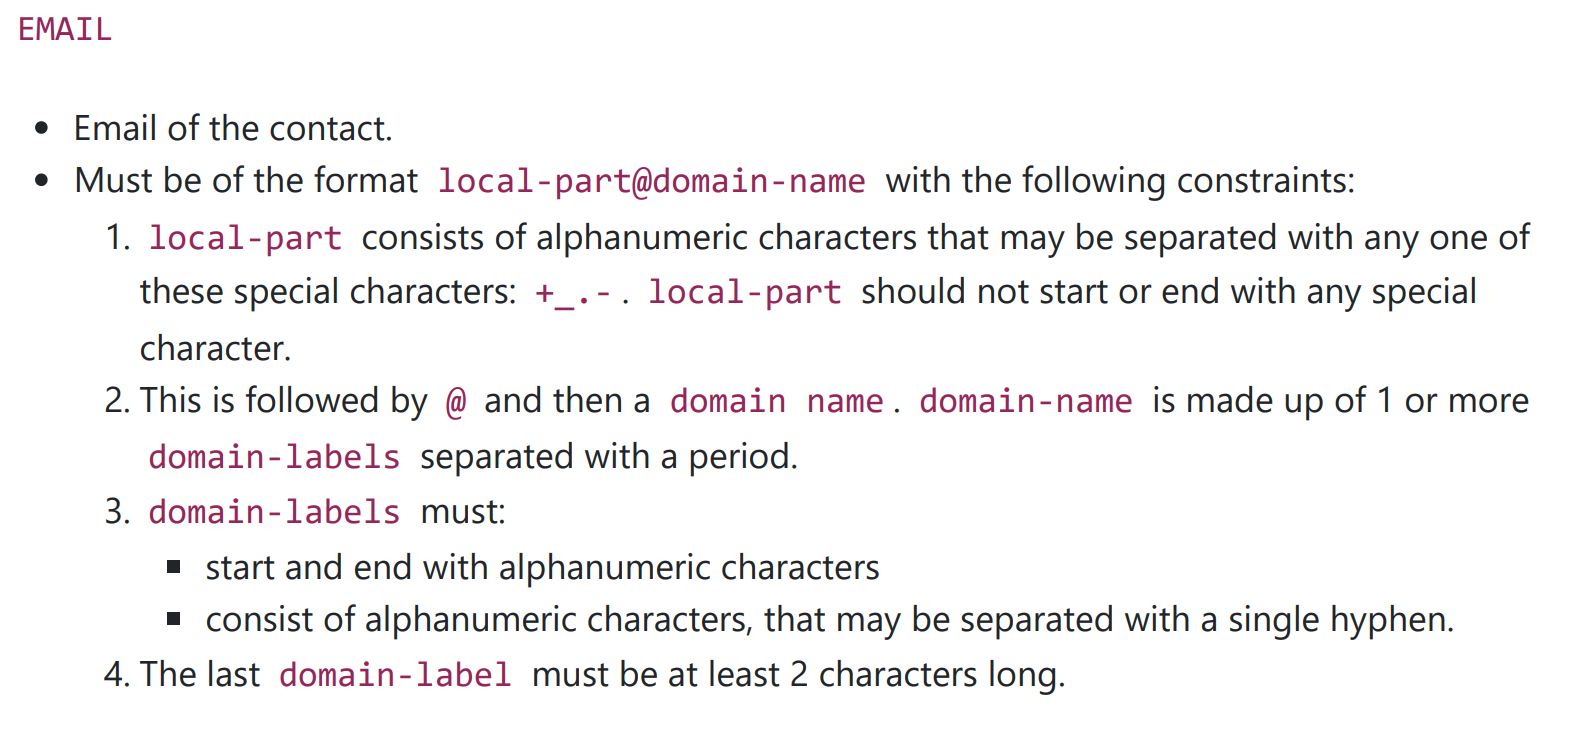 EMAIL
• Email of the contact.
• Must be of the format local-part@domain-name with the following constraints:
1. local-part consists of alphanumeric characters that may be separated with any one of
these special characters: +_.-. local-part should not start or end with any special
character.
2. This is followed by @ and then a domain name. domain-name is made up of 1 or more
domain-labels separated with a period.
3. domain-labels must:
▪ start and end with alphanumeric characters
▪ consist of alphanumeric characters, that may be separated with a single hyphen.
4. The last domain-label must be at least 2 characters long.